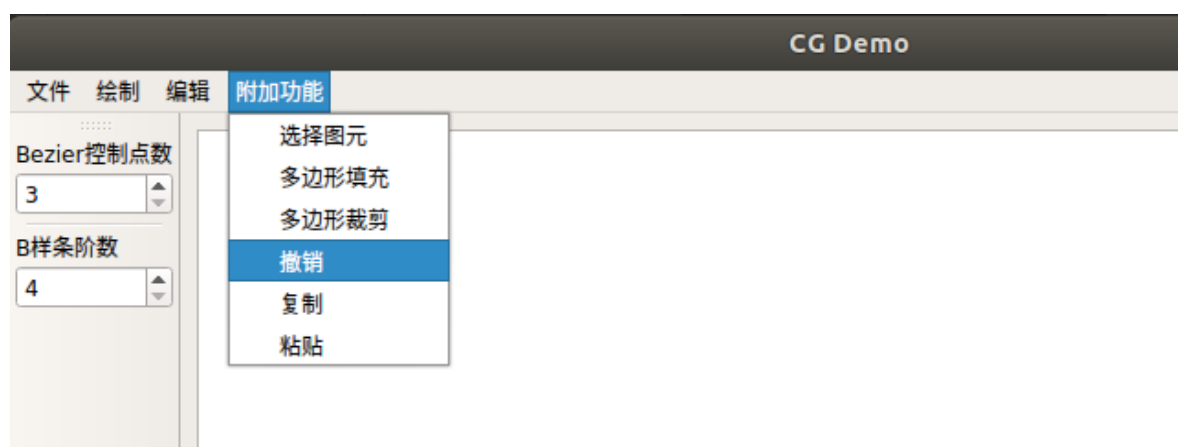 CG Demo
文件 绘制 编辑 附加功能
Bezier控制点数
3
B样条阶数
4
选择图元
多边形填充
多边形裁剪
撤销
复制
粘贴